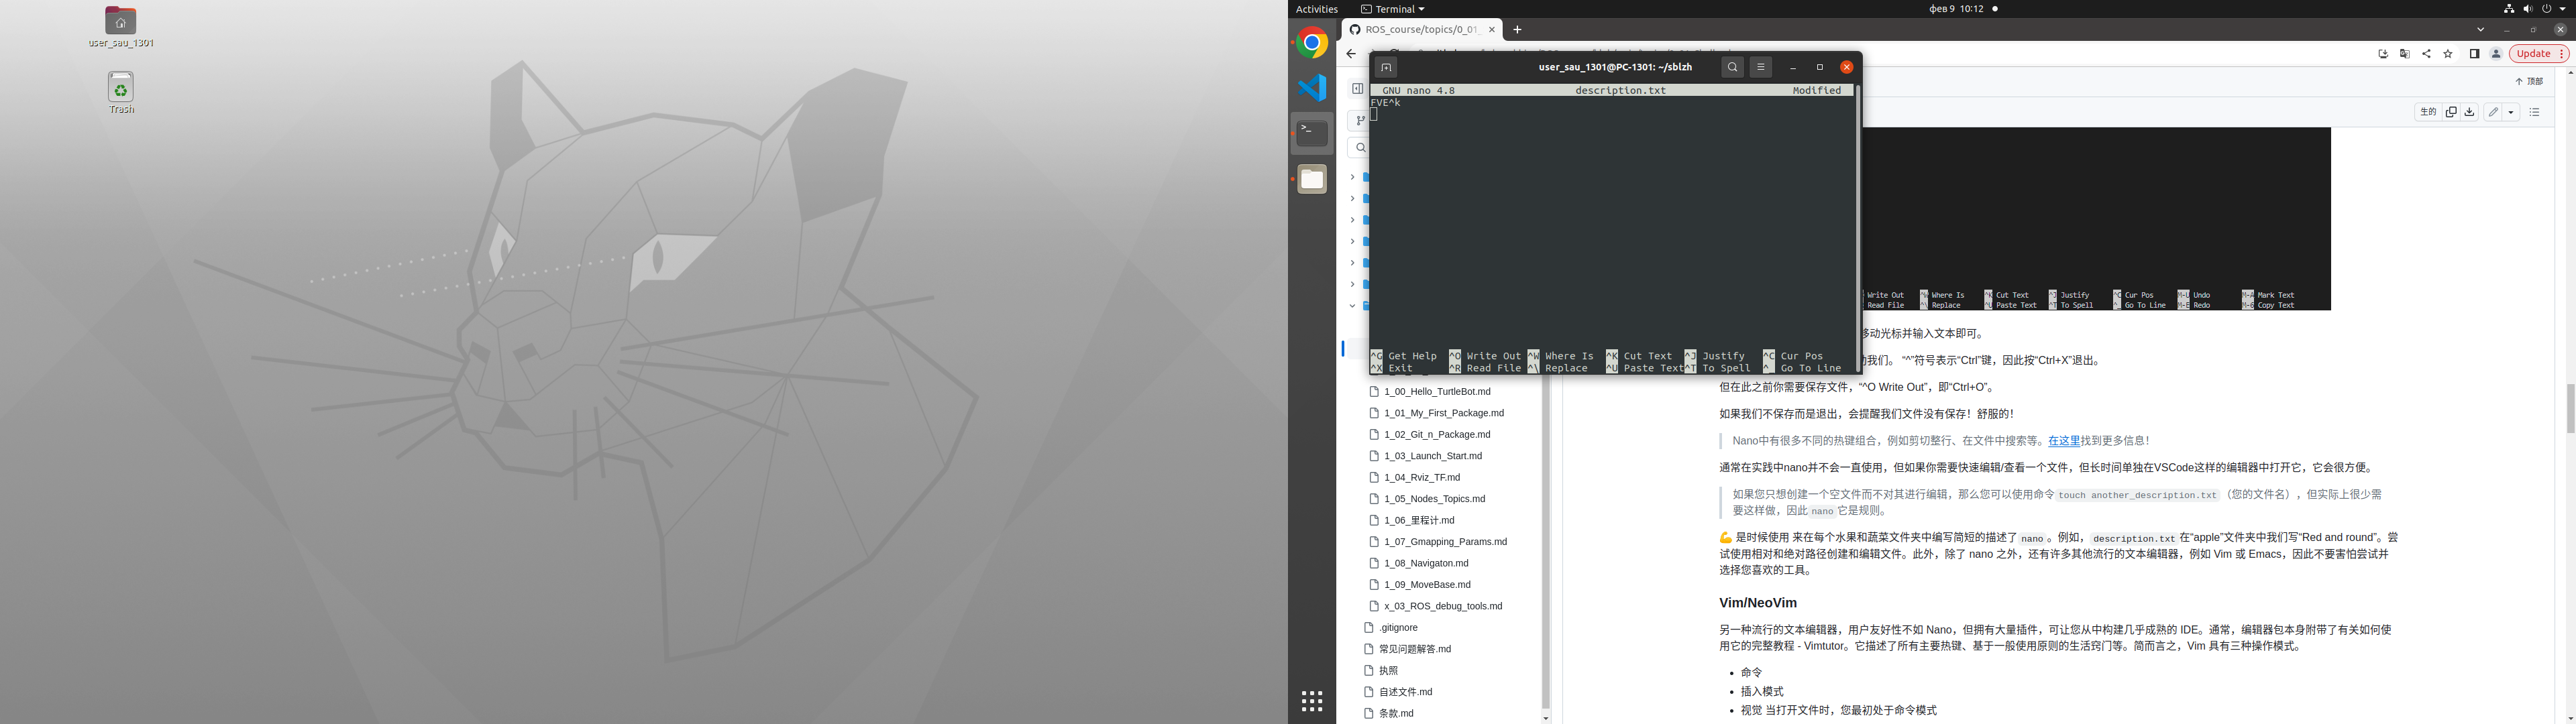 user_sau_1301
Trash
Activities
Terminal
фев 9 10:12
ROS_course/topics/0_01_
Update
user_sau_1301@PC-1301: ~/sblzh
GNU nano 4.8 description.txt Modified
FVE^k
^G Get Help ^O Write Out ^W Where Is ^K Cut Text ^J Justify ^C Cur Pos
^X Exit ^R Read File ^\ Replace ^U Paste Text ^T To Spell ^_ Go To Line
顶部
生的
Write Out ^W Where Is ^K Cut Text ^J Justify ^C Cur Pos M-U Undo M-A Mark Text
Read File ^\ Replace ^U Paste Text ^T To Spell ^_ Go To Line M-E Redo M-6 Copy Text
1_00_Hello_TurtleBot.md
1_01_My_First_Package.md
1_02_Git_n_Package.md
1_03_Launch_Start.md
1_04_Rviz_TF.md
1_05_Nodes_Topics.md
1_06_里程计.md
1_07_Gmapping_Params.md
1_08_Navigaton.md
1_09_MoveBase.md
x_03_ROS_debug_tools.md
.gitignore
常见问题解答.md
执照
自述文件.md
条款.md
移动光标并输入文本即可。
我们。 “^”符号表示“Ctrl”键，因此按“Ctrl+X”退出。
但在此之前你需要保存文件，“^O Write Out”，即“Ctrl+O”。
如果我们不保存而是退出，会提醒我们文件没有保存！舒服的！
Nano中有很多不同的热键组合，例如剪切整行、在文件中搜索等。在这里找到更多信息！
通常在实践中nano并不会一直使用，但如果你需要快速编辑/查看一个文件，但长时间单独在VSCode这样的编辑器中打开它，它会很方便。
如果您只想创建一个空文件而不对其进行编辑，那么您可以使用命令touch another_description.txt（您的文件名），但实际上很少需
要这样做，因此nano它是规则。
💪 是时候使用 来在每个水果和蔬菜文件夹中编写简短的描述了nano。例如，description.txt在“apple”文件夹中我们写“Red and round”。尝
试使用相对和绝对路径创建和编辑文件。此外，除了 nano 之外，还有许多其他流行的文本编辑器，例如 Vim 或 Emacs，因此不要害怕尝试并
选择您喜欢的工具。
Vim/NeoVim
另一种流行的文本编辑器，用户友好性不如 Nano，但拥有大量插件，可让您从中构建几乎成熟的 IDE。通常，编辑器包本身附带了有关如何使
用它的完整教程 - Vimtutor。它描述了所有主要热键、基于一般使用原则的生活窍门等。简而言之，Vim 具有三种操作模式。
命令
插入模式
视觉 当打开文件时，您最初处于命令模式